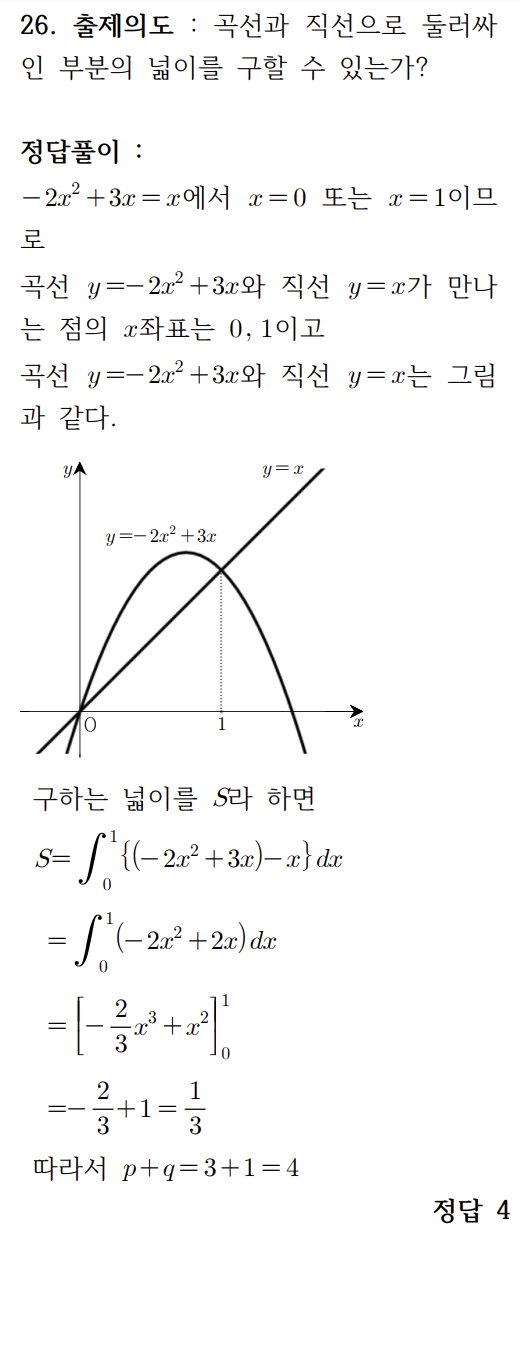 26. 출제의도 : 곡선과 직선으로 둘러싸
인 부분의 넓이를 구할 수 있는가?
정답풀이 :
−2x²+3x=x에서 x=0 또는 x=1이므
로
곡선 y=−2x²+3x와 직선 y=x가 만나
는 점의 x좌표는 0, 1이고
곡선 y=−2x²+3x와 직선 y=x는 그림
과 같다.
y
y=x
y=−2x²+3x
O
1
x
구하는 넓이를 S라 하면
S=∫₀¹{(−2x²+3x)−x}dx
=∫₀¹(−2x²+2x)dx
=[−2/3x³+x²]₀¹
=−2/3+1=1/3
따라서 p+q=3+1=4
정답 4